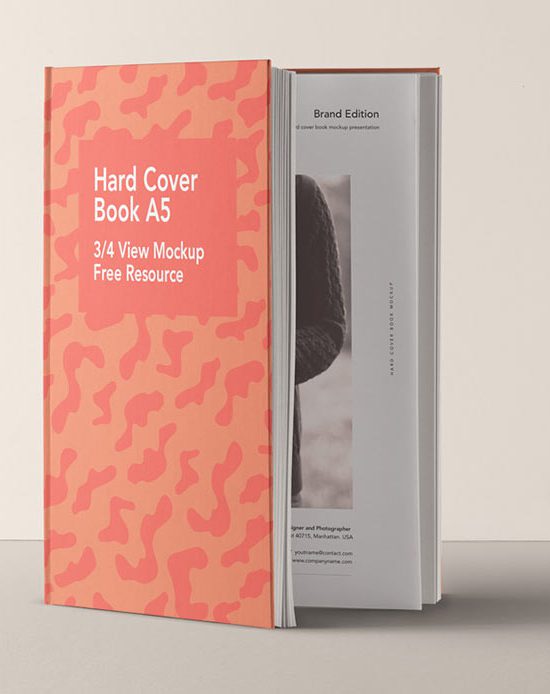 Hard Cover
Book A5
3/4 View Mockup
Free Resource
Brand Edition
cover book mockup presentation
HARD COVER BOOK MOCKUP
and Photographer
40715, Manhattan. USA
yourname@contact.com
www.companyname.com